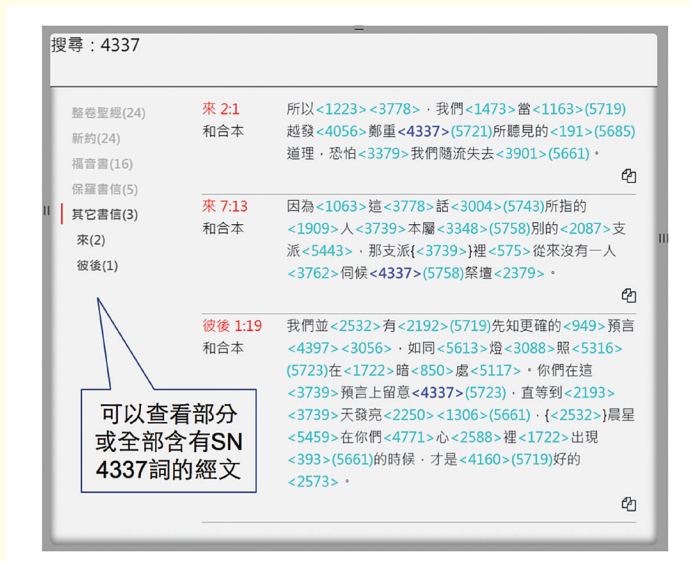 搜尋：4337
整卷聖經(24)
新約(24)
福音書(16)
保羅書信(5)
其它書信(3)
來(2)
彼後(1)
來 2:1
和合本
所以<1223><3778>，我們<1473>當<1163>(5719)
越發<4056>鄭重<4337>(5721)所聽見的<191>(5685)
道理，恐怕<3379>我們隨流失去<3901>(5661)。
來 7:13
和合本
因為<1063>這<3778>話<3004>(5743)所指的
<1909>人<3739>本屬<3348>(5758)別的<2087>支
派<5443>，那支派{<3739>}裡<575>從來沒有一人
<3762>伺候<4337>(5758)祭壇<2379>。
彼後 1:19
和合本
我們並<2532>有<2192>(5719)先知更確的<949>預言
<4397><3056>，如同<5613>燈<3088>照<5316>
(5723)在<1722>暗<850>處<5117>。你們在這
<3739>預言上留意<4337>(5723)，直等到<2193>
<3739>天發亮<2250><1306>(5661)，{<2532>}晨星
<5459>在你們<4771>心<2588>裡<1722>出現
<393>(5661)的時候，才是<4160>(5719)好的
<2573>。
可以查看部分
或全部含有SN
4337詞的經文